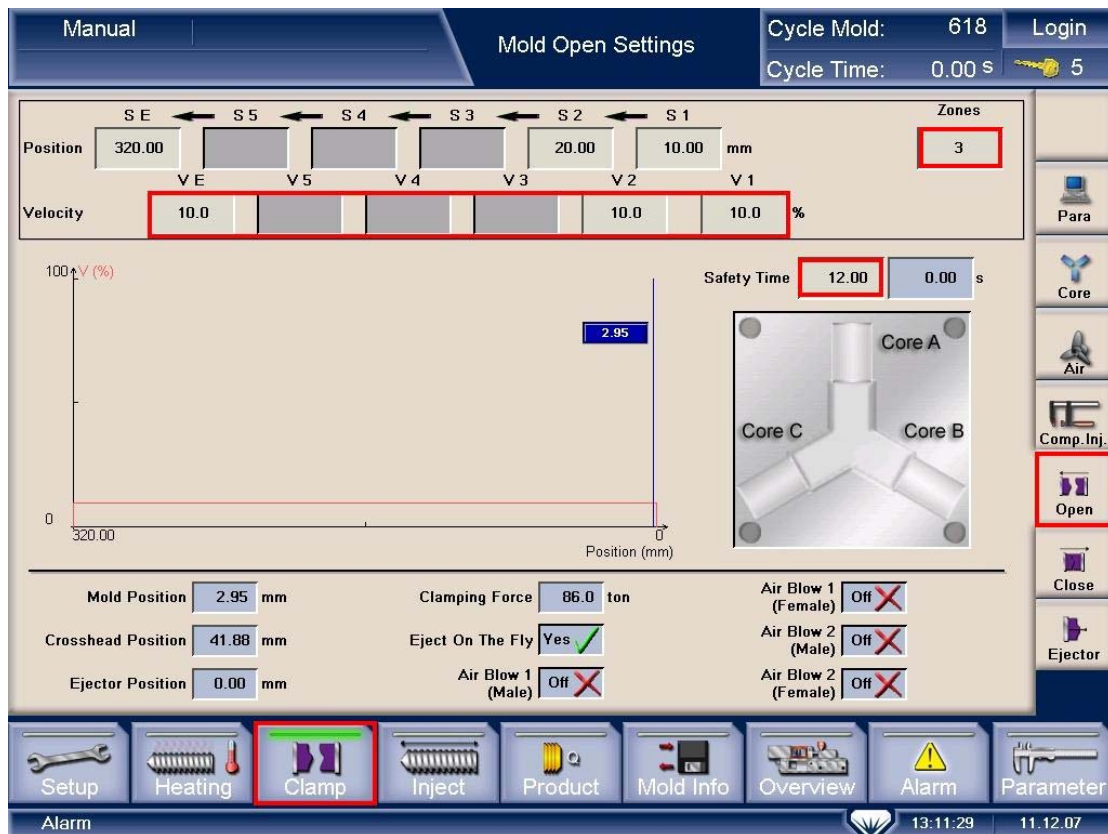 Manual
Mold Open Settings
Cycle Mold: 618
Login
Cycle Time: 0.00 s
5
S E S 5 S 4 S 3 S 2 S 1
Zones
Position 320.00 20.00 10.00 mm
3
V E V 5 V 4 V 3 V 2 V 1
Velocity 10.0 10.0 10.0 %
Para
100 V (%)
Safety Time 12.00 0.00 s
Core
2.95
Core A
Air
Core C Core B
Comp.Inj.
Open
0
320.00 0
Position (mm)
Mold Position 2.95 mm
Clamping Force 86.0 ton
Air Blow 1 (Female) Off
Close
Crosshead Position 41.88 mm
Eject On The Fly Yes
Air Blow 2 (Male) Off
Ejector
Ejector Position 0.00 mm
Air Blow 1 (Male) Off
Air Blow 2 (Female) Off
Setup Heating Clamp Inject Product Mold Info Overview Alarm Parameter
Alarm 13:11:29 11.12.07